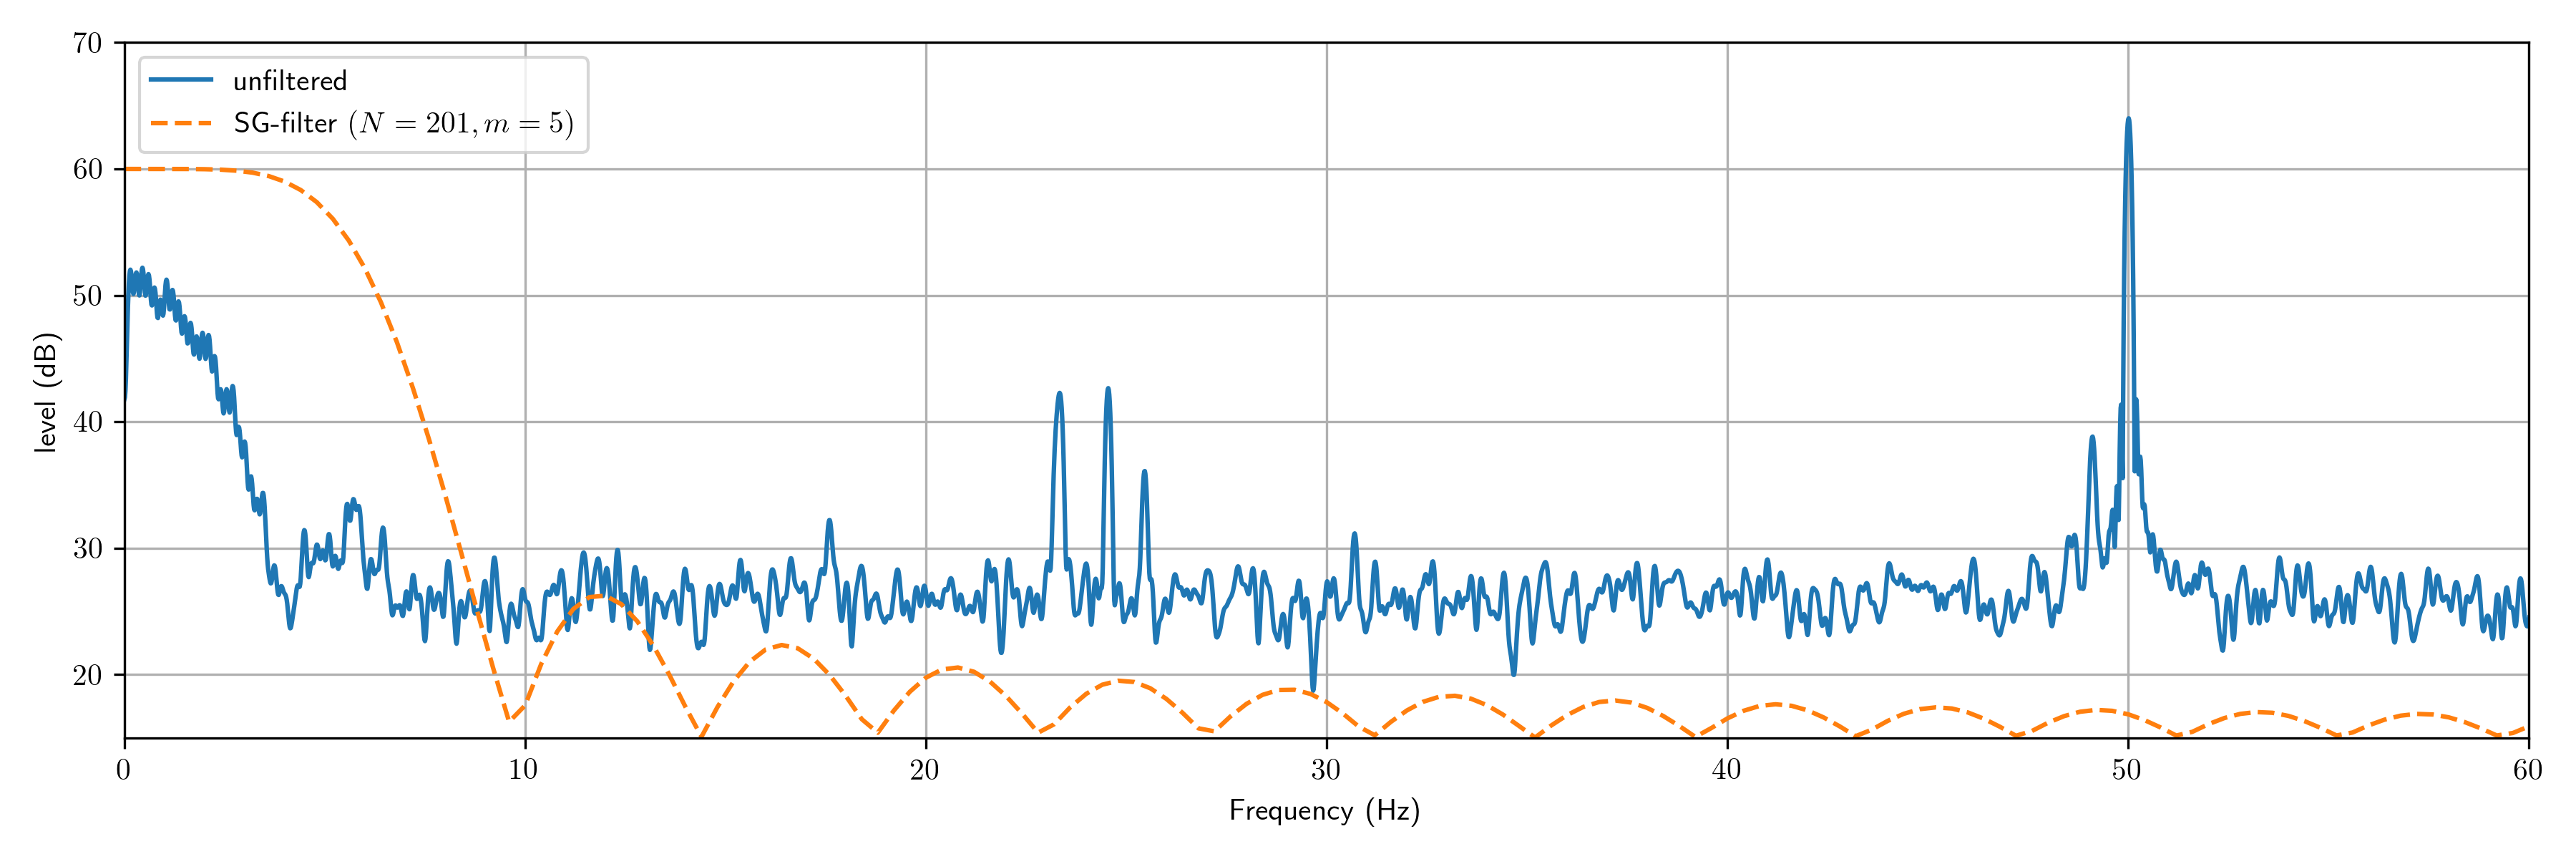 70
60
50
40
30
20
level (dB)
unfiltered
SG-filter (N = 201, m = 5)
0 10 20 30 40 50 60
Frequency (Hz)